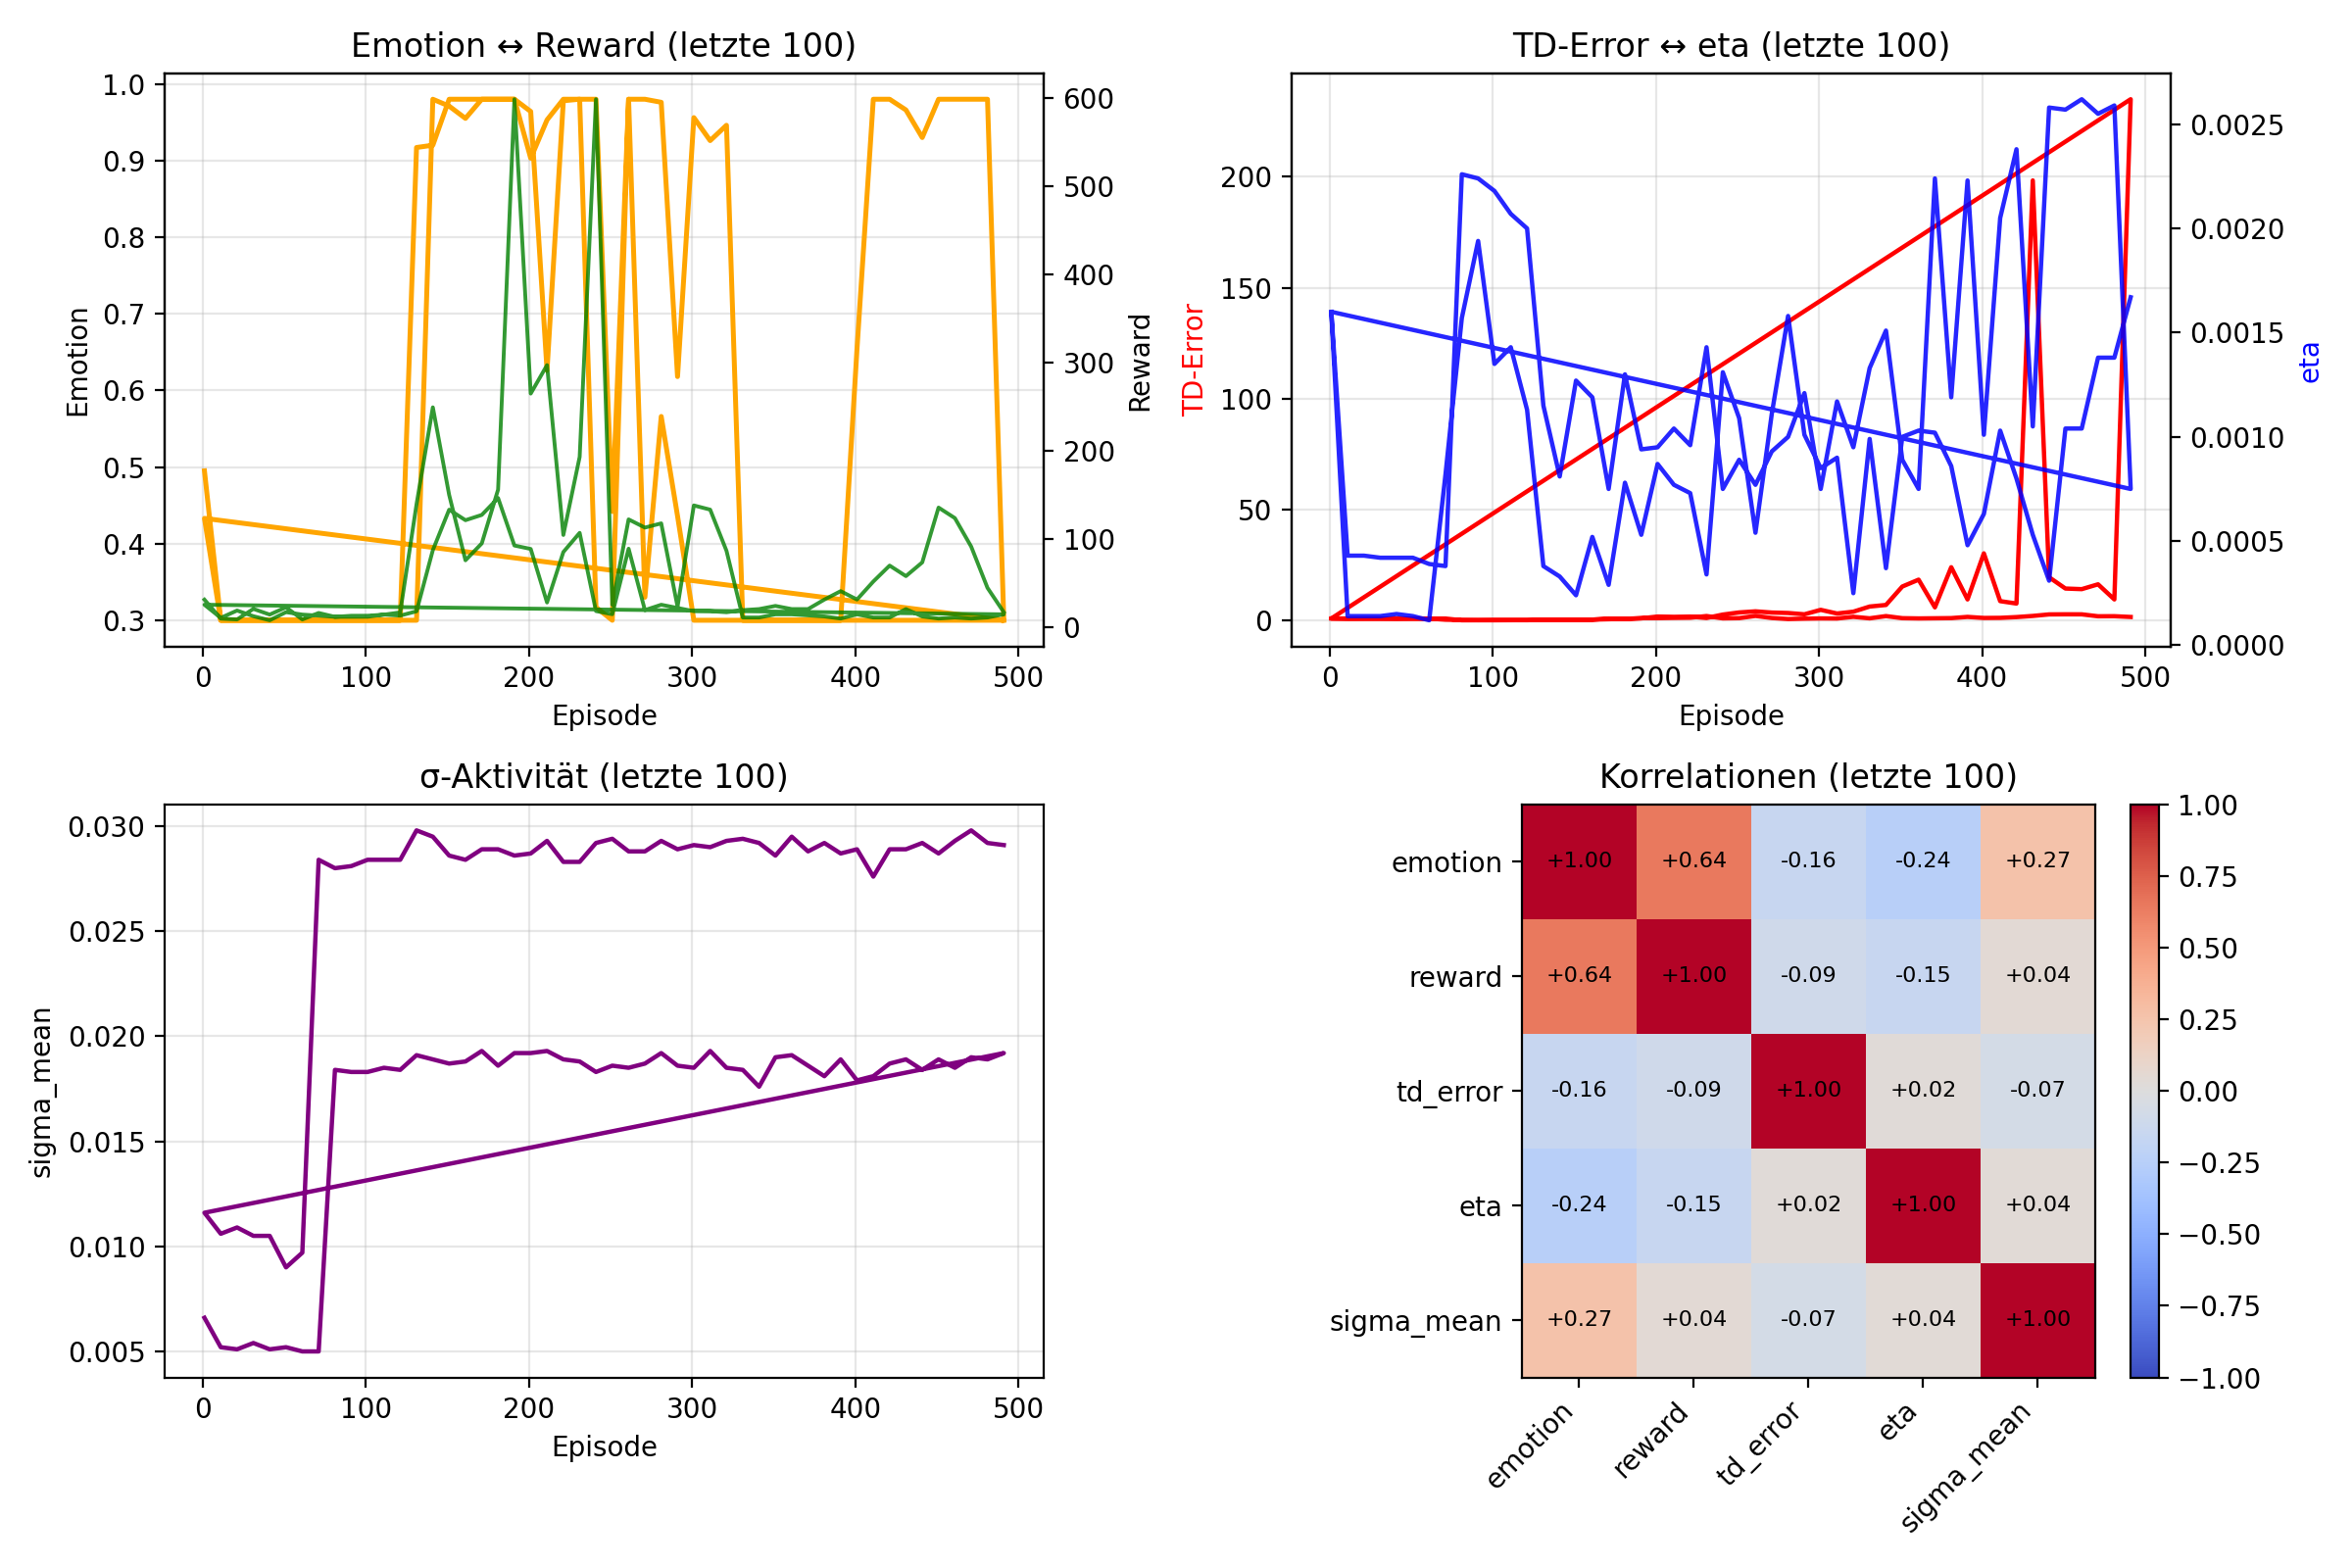 Emotion ↔ Reward (letzte 100)
1.0
0.9
0.8
0.7
0.6
0.5
0.4
0.3
Emotion
600
500
400
300
200
100
0
Reward
0 100 200 300 400 500
Episode
TD-Error ↔ eta (letzte 100)
200
150
100
50
0
TD-Error
0.0025
0.0020
0.0015
0.0010
0.0005
0.0000
eta
0 100 200 300 400 500
Episode
σ-Aktivität (letzte 100)
0.030
0.025
0.020
0.015
0.010
0.005
sigma_mean
0 100 200 300 400 500
Episode
Korrelationen (letzte 100)
emotion +1.00 +0.64 -0.16 -0.24 +0.27
reward +0.64 +1.00 -0.09 -0.15 +0.04
td_error -0.16 -0.09 +1.00 +0.02 -0.07
eta -0.24 -0.15 +0.02 +1.00 +0.04
sigma_mean +0.27 +0.04 -0.07 +0.04 +1.00
emotion reward td_error eta sigma_mean
1.00
0.75
0.50
0.25
0.00
−0.25
−0.50
−0.75
−1.00